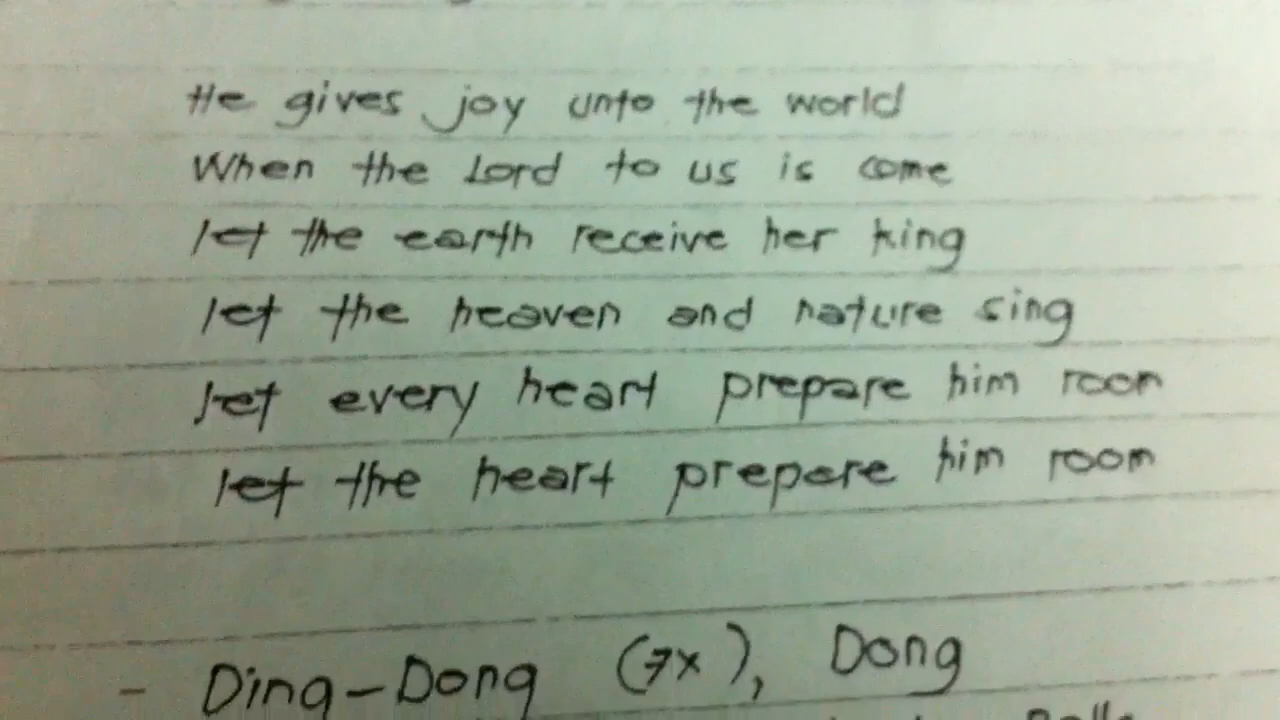 He gives joy unto the world
When the Lord to us is come
let the earth receive her king
let the heaven and nature sing
let every heart prepare him room
let the heart prepere him room
- Ding-Dong (7x), Dong